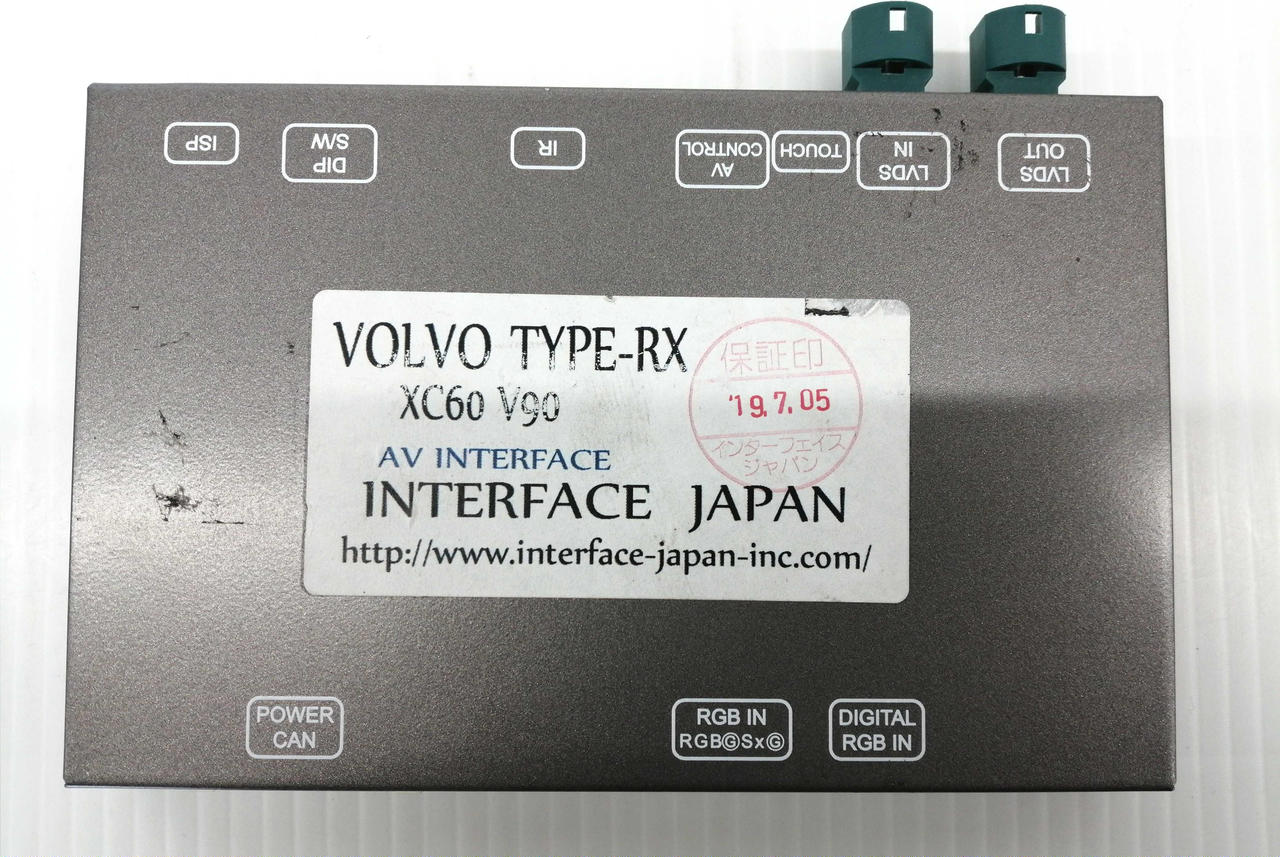 ISP
DIP
S/W
IR
AV
CONTROL
TOUCH
LVDS
IN
LVDS
OUT
VOLVO TYPE-RX
XC60 V90
AV INTERFACE
INTERFACE JAPAN
http://www.interface-japan-inc.com/
保証印
'19.7.05
インターフェイス
ジャパン
POWER
CAN
RGB IN
RGBⒼSxⒼ
DIGITAL
RGB IN